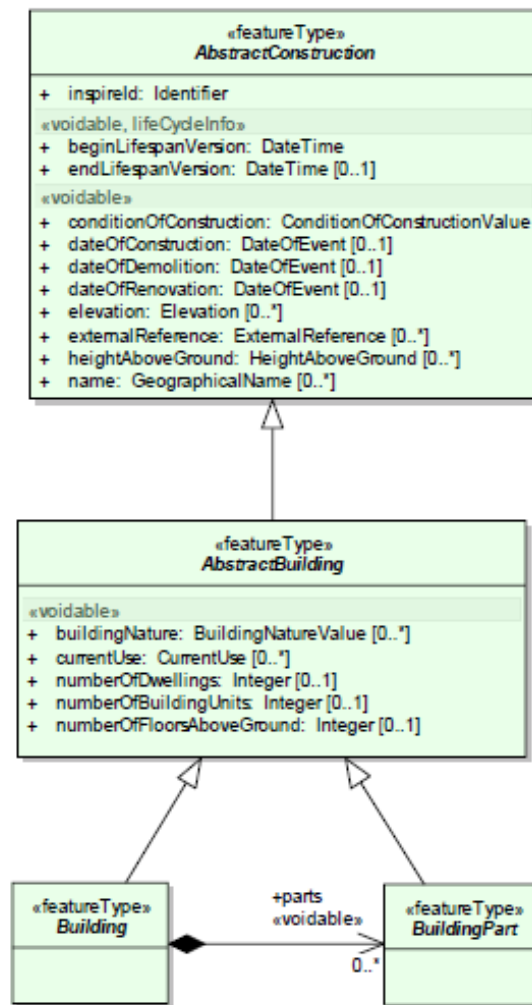 «featureType»
AbstractConstruction
+ inspireId: Identifier
«voidable, lifeCycleInfo»
+ beginLifespanVersion: DateTime
+ endLifespanVersion: DateTime [0..1]
«voidable»
+ conditionOfConstruction: ConditionOfConstructionValue
+ dateOfConstruction: DateOfEvent [0..1]
+ dateOfDemolition: DateOfEvent [0..1]
+ dateOfRenovation: DateOfEvent [0..1]
+ elevation: Elevation [0..*]
+ externalReference: ExternalReference [0..*]
+ heightAboveGround: HeightAboveGround [0..*]
+ name: GeographicalName [0..*]
«featureType»
AbstractBuilding
«voidable»
+ buildingNature: BuildingNatureValue [0..*]
+ currentUse: CurrentUse [0..*]
+ numberOfDwellings: Integer [0..1]
+ numberOfBuildingUnits: Integer [0..1]
+ numberOfFloorsAboveGround: Integer [0..1]
«featureType»
Building
+parts
«voidable»
0..*
«featureType»
BuildingPart